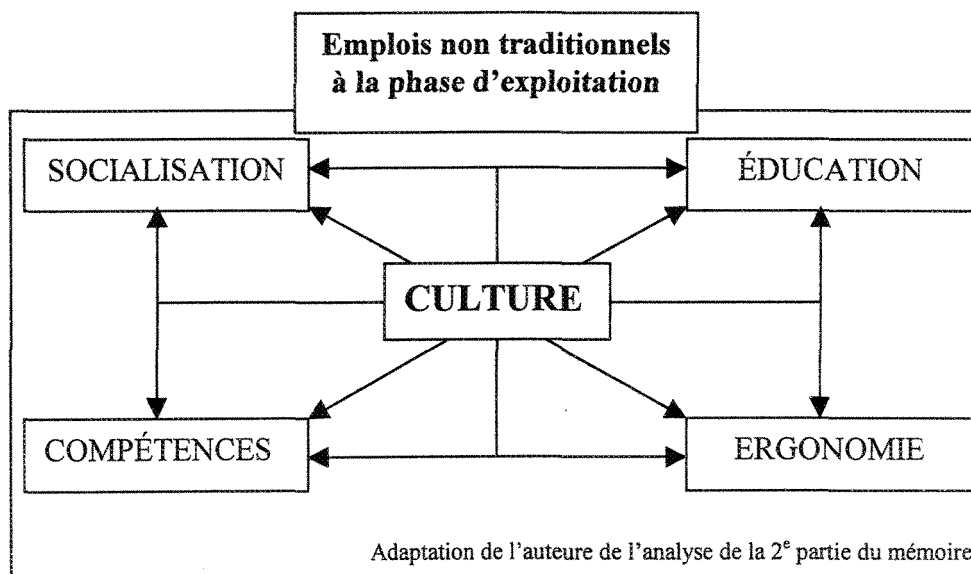 Emplois non traditionnels
à la phase d'exploitation
SOCIALISATION
ÉDUCATION
CULTURE
COMPÉTENCES
ERGONOMIE
Adaptation de l'auteure de l'analyse de la 2e partie du mémoire